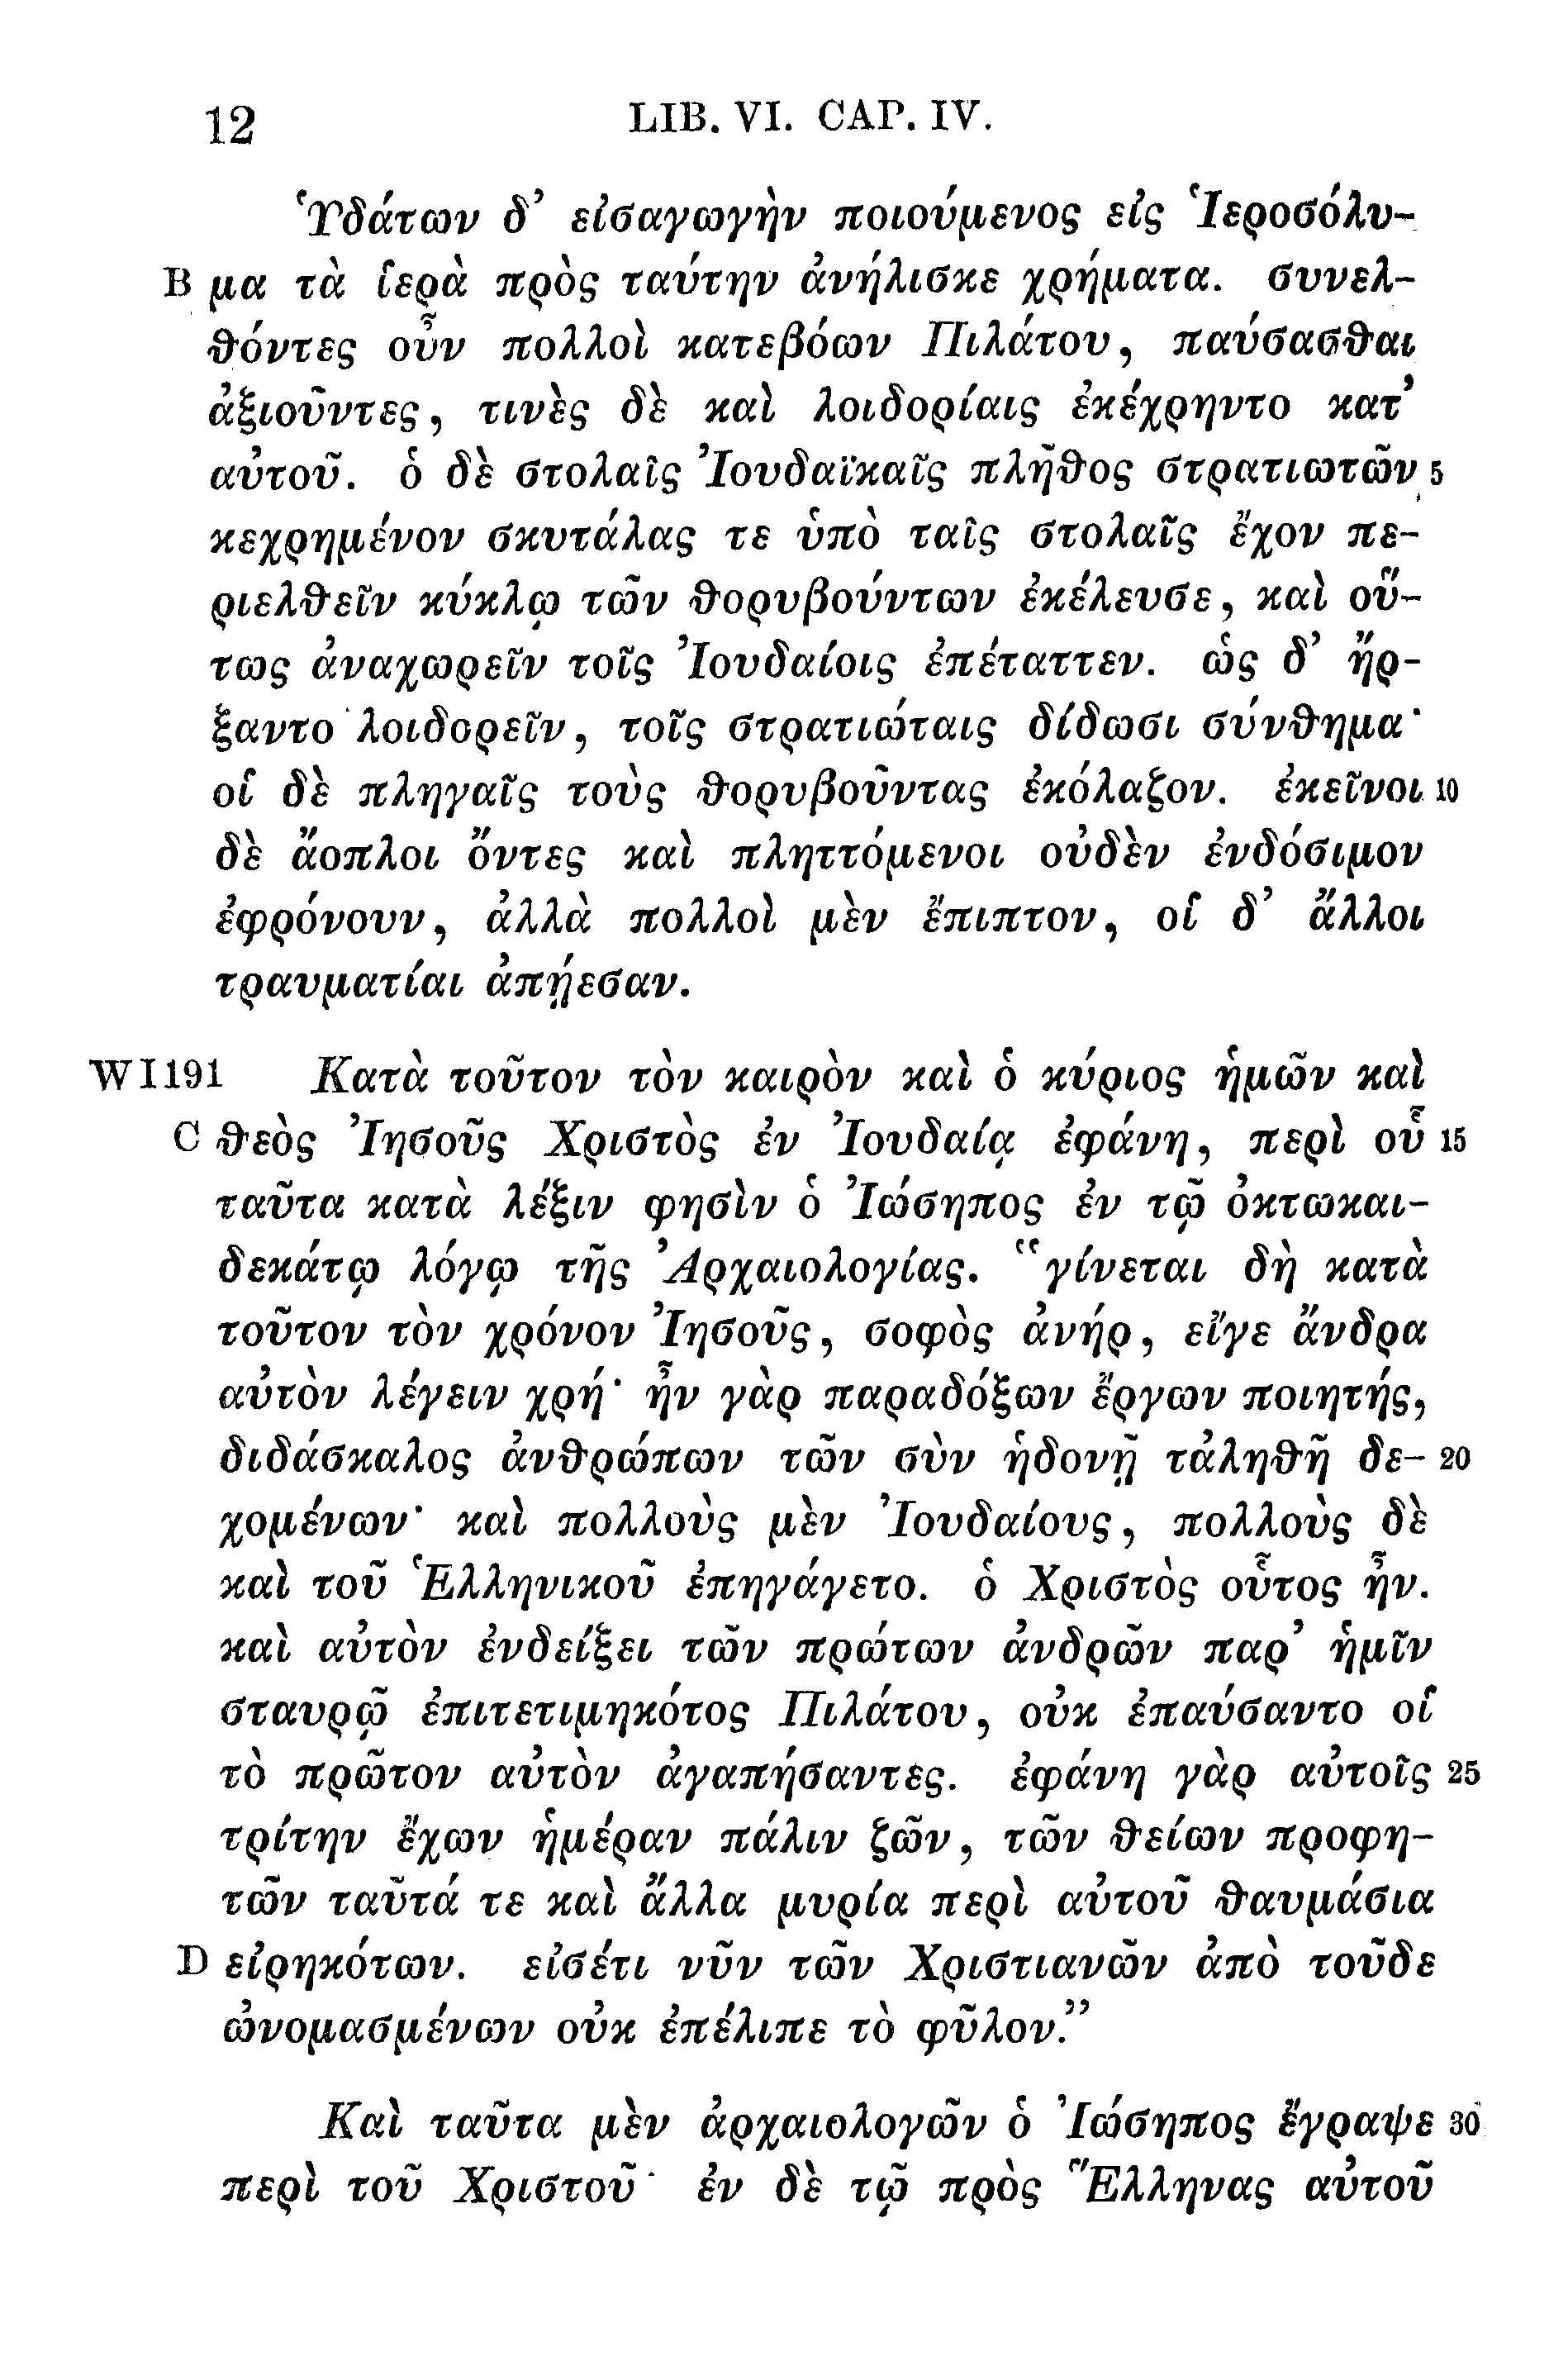 12 LIB. VI. CAP. IV.
Ὑδάτων δ’ εἰσαγωγὴν ποιούμενος εἰς Ἱεροσόλυ-
B μα τὰ ἱερὰ πρὸς ταύτην ἀνήλισκε χρήματα. συνελ-
θόντες οὖν πολλοὶ κατεβόων Πιλάτου, παύσασθαι
ἀξιοῦντες, τινὲς δὲ καὶ λοιδορίαις ἐκέχρηντο κατ’
αὐτοῦ. ὁ δὲ στολαῖς Ἰουδαϊκαῖς πλῆθος στρατιωτῶν 5
κεχρημένον σκυτάλας τε ὑπὸ ταῖς στολαῖς ἔχον πε-
ριελθεῖν κύκλῳ τῶν θορυβούντων ἐκέλευσε, καὶ οὕ-
τως ἀναχωρεῖν τοῖς Ἰουδαίοις ἐπέταττεν. ὡς δ’ ἤρ-
ξαντο λοιδορεῖν, τοῖς στρατιώταις δίδωσι σύνθημα·
οἱ δὲ πληγαῖς τοὺς θορυβοῦντας ἐκόλαζον. ἐκεῖνοι 10
δὲ ἄοπλοι ὄντες καὶ πληττόμενοι οὐδὲν ἐνδόσιμον
ἐφρόνουν, ἀλλὰ πολλοὶ μὲν ἔπιπτον, οἱ δ’ ἄλλοι
τραυματίαι ἀπῄεσαν.
WI191 Κατὰ τοῦτον τὸν καιρὸν καὶ ὁ κύριος ἡμῶν καὶ
C θεὸς Ἰησοῦς Χριστὸς ἐν Ἰουδαίᾳ ἐφάνη, περὶ οὗ 15
ταῦτα κατὰ λέξιν φησὶν ὁ Ἰώσηπος ἐν τῷ ὀκτωκαι-
δεκάτῳ λόγῳ τῆς Ἀρχαιολογίας. “γίνεται δὴ κατὰ
τοῦτον τὸν χρόνον Ἰησοῦς, σοφὸς ἀνήρ, εἴγε ἄνδρα
αὐτὸν λέγειν χρή· ἦν γὰρ παραδόξων ἔργων ποιητής,
διδάσκαλος ἀνθρώπων τῶν σὺν ἡδονῇ τἀληθῆ δε- 20
χομένων· καὶ πολλοὺς μὲν Ἰουδαίους, πολλοὺς δὲ
καὶ τοῦ Ἑλληνικοῦ ἐπηγάγετο. ὁ Χριστὸς οὗτος ἦν.
καὶ αὐτὸν ἐνδείξει τῶν πρώτων ἀνδρῶν παρ’ ἡμῖν
σταυρῷ ἐπιτετιμηκότος Πιλάτου, οὐκ ἐπαύσαντο οἱ
τὸ πρῶτον αὐτὸν ἀγαπήσαντες. ἐφάνη γὰρ αὐτοῖς 25
τρίτην ἔχων ἡμέραν πάλιν ζῶν, τῶν θείων προφη-
τῶν ταῦτά τε καὶ ἄλλα μυρία περὶ αὐτοῦ θαυμάσια
D εἰρηκότων. εἰσέτι νῦν τῶν Χριστιανῶν ἀπὸ τοῦδε
ὠνομασμένων οὐκ ἐπέλιπε τὸ φῦλον.”
Καὶ ταῦτα μὲν ἀρχαιολογῶν ὁ Ἰώσηπος ἔγραψε 30
περὶ τοῦ Χριστοῦ· ἐν δὲ τῷ πρὸς Ἕλληνας αὐτοῦ